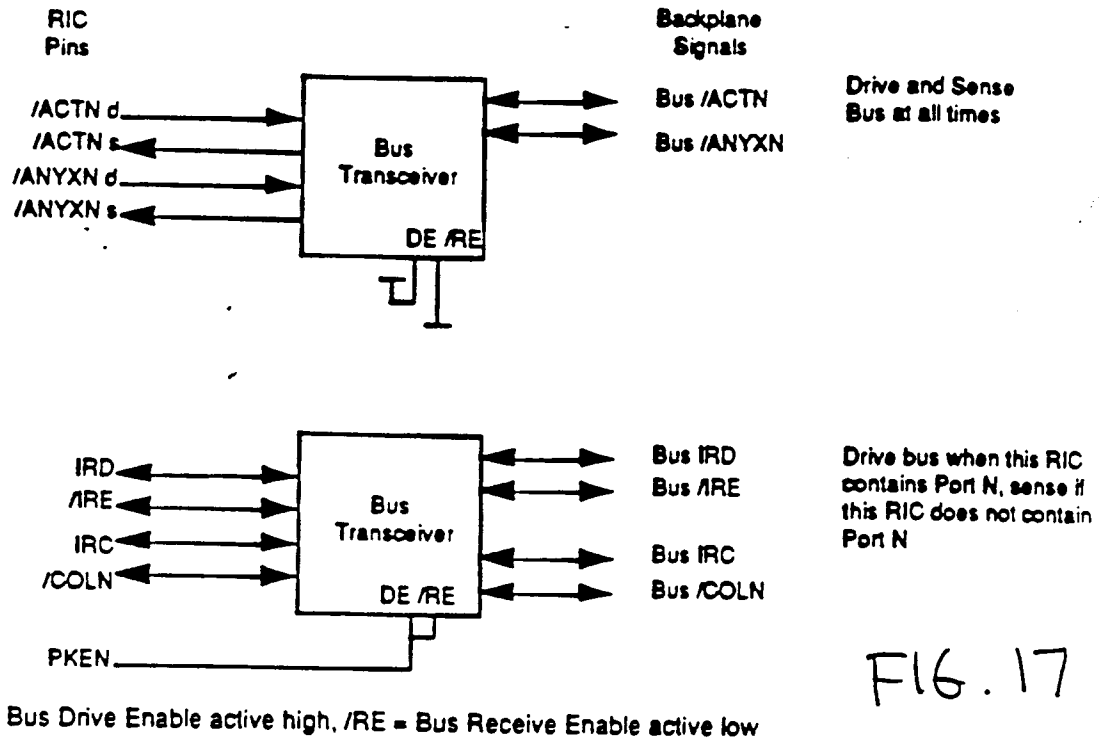 RIC
Pins
Backplane
Signals
/ACTN d
/ACTN s
/ANYXN d
/ANYXN s
Bus
Transceiver
DE /RE
Bus /ACTN
Bus /ANYXN
Drive and Sense
Bus at all times
IRD
/IRE
IRC
/COLN
PKEN
Bus
Transceiver
DE /RE
Bus IRD
Bus /IRE
Bus IRC
Bus /COLN
Drive bus when this RIC
contains Port N, sense if
this RIC does not contain
Port N
FIG. 17
Bus Drive Enable active high, /RE = Bus Receive Enable active low